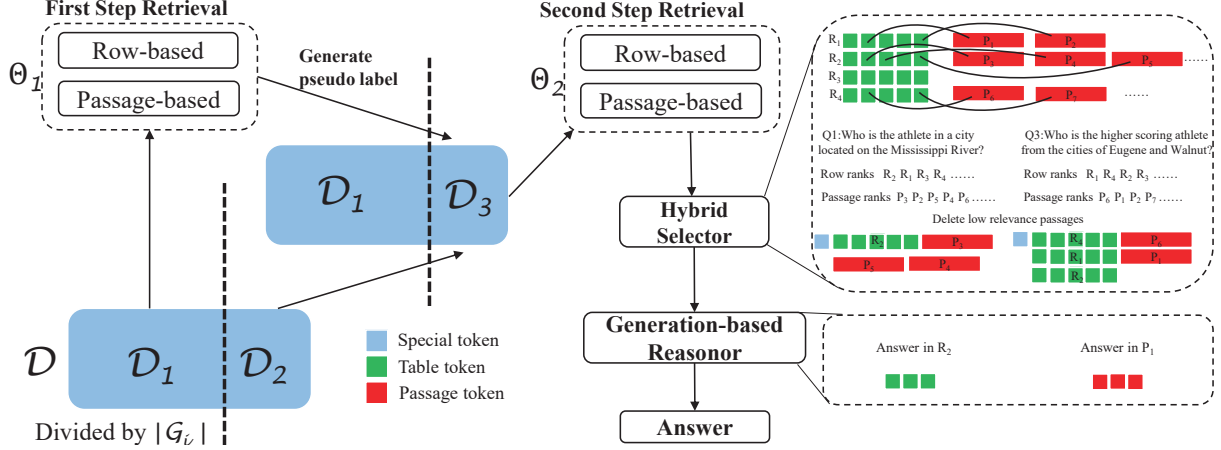 First Step Retrieval
Θ1
Row-based
Passage-based
Generate
pseudo label
D1
D3
D
D1
D2
Divided by |Gi|
Special token
Table token
Passage token
Second Step Retrieval
Θ2
Row-based
Passage-based
Hybrid
Selector
Generation-based
Reasonor
Answer
R1
P1
P2
R2
P3
P4
P5
......
R3
R4
P6
P7
......
Q1:Who is the athlete in a city
located on the Mississippi River?
Row ranks R2 R1 R3 R4 ......
Passage ranks P3 P2 P5 P4 P6 ......
Q3:Who is the higher scoring athlete
from the cities of Eugene and Walnut?
Row ranks R1 R4 R2 R3 ......
Passage ranks P6 P1 P2 P7 ......
Delete low relevance passages
R2
P3
P5
P4
R4
P6
R1
P1
R2
Answer in R2
Answer in P1